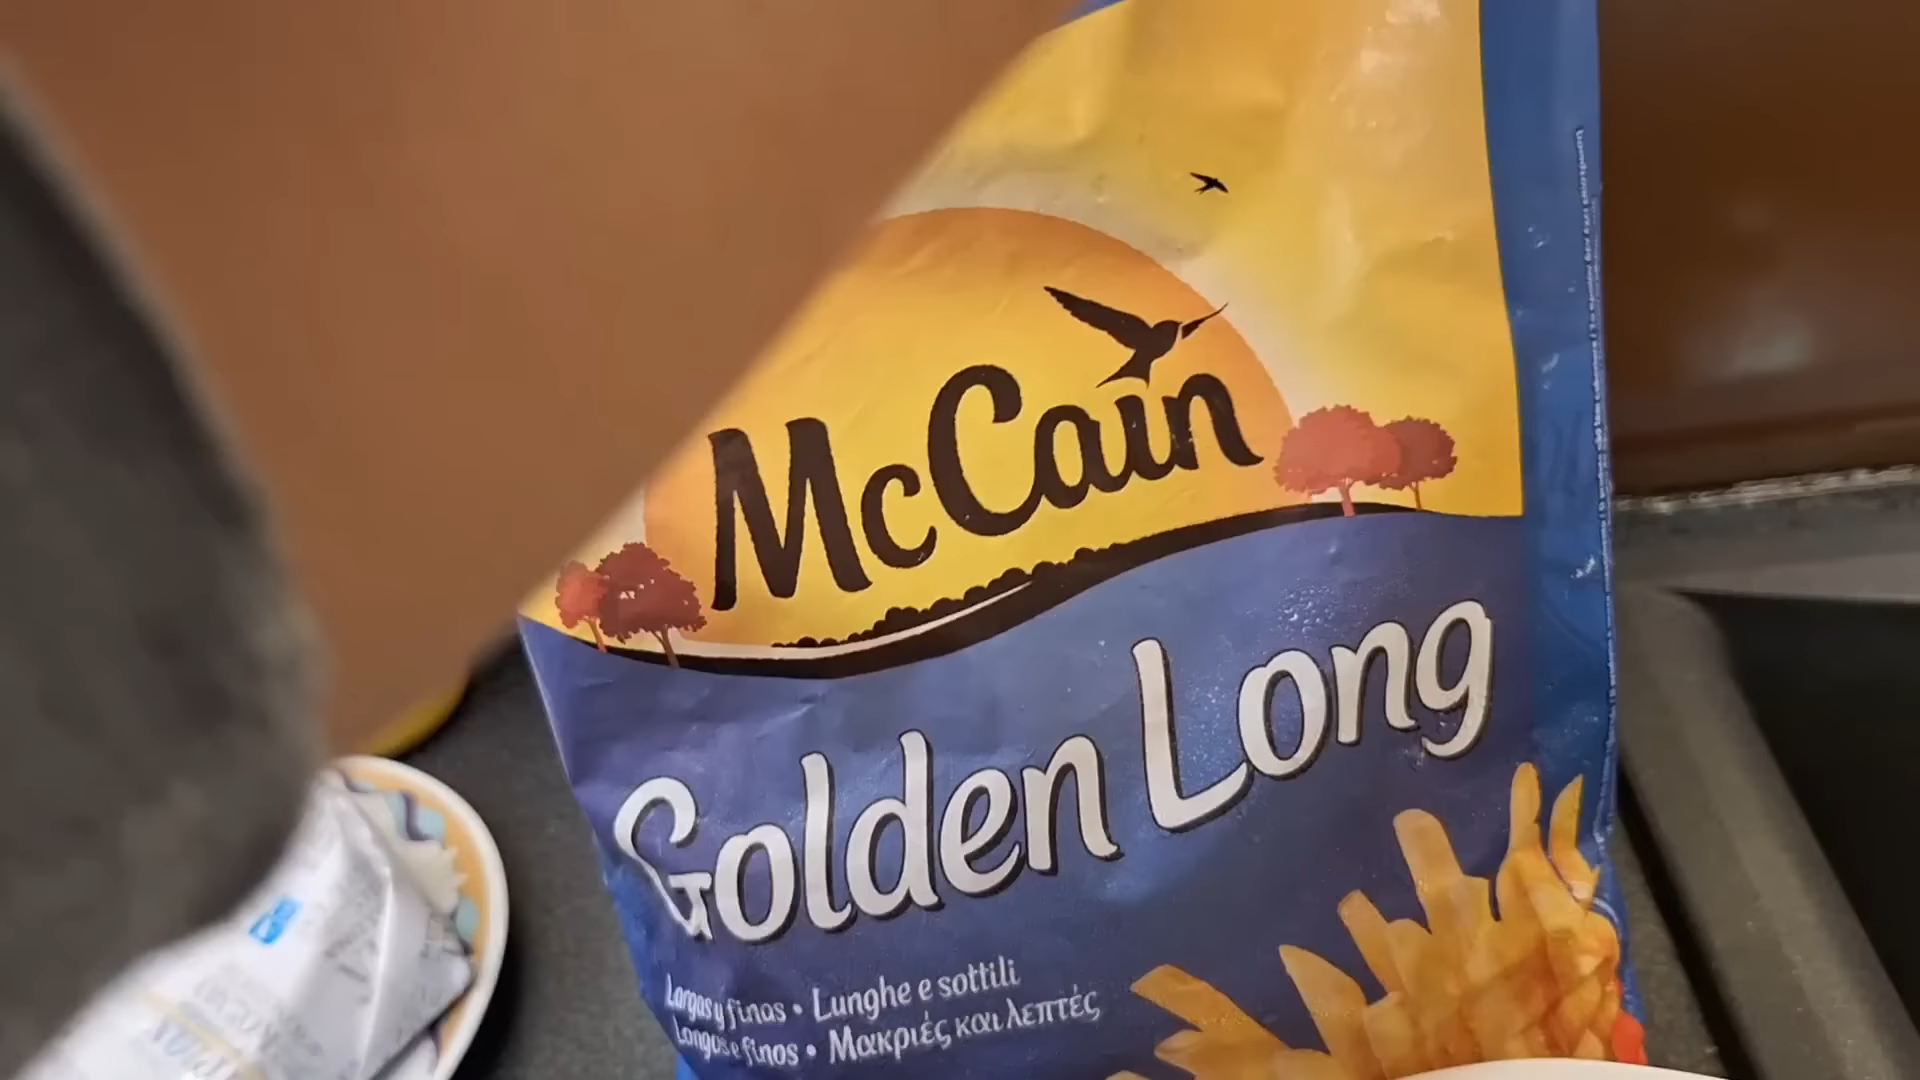 McCain
Golden Long
Largas y finas • Lunghe e sottili
Longas e finas • Μακριές και λεπτές